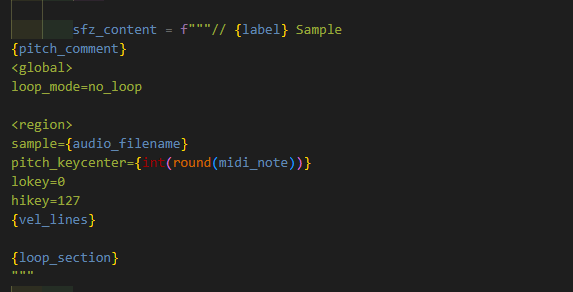 sfz_content = f"""// {label} Sample
{pitch_comment}
<global>
loop_mode=no_loop
<region>
sample={audio_filename}
pitch_keycenter={int(round(midi_note))}
lokey=0
hikey=127
{vel_lines}
{loop_section}
"""